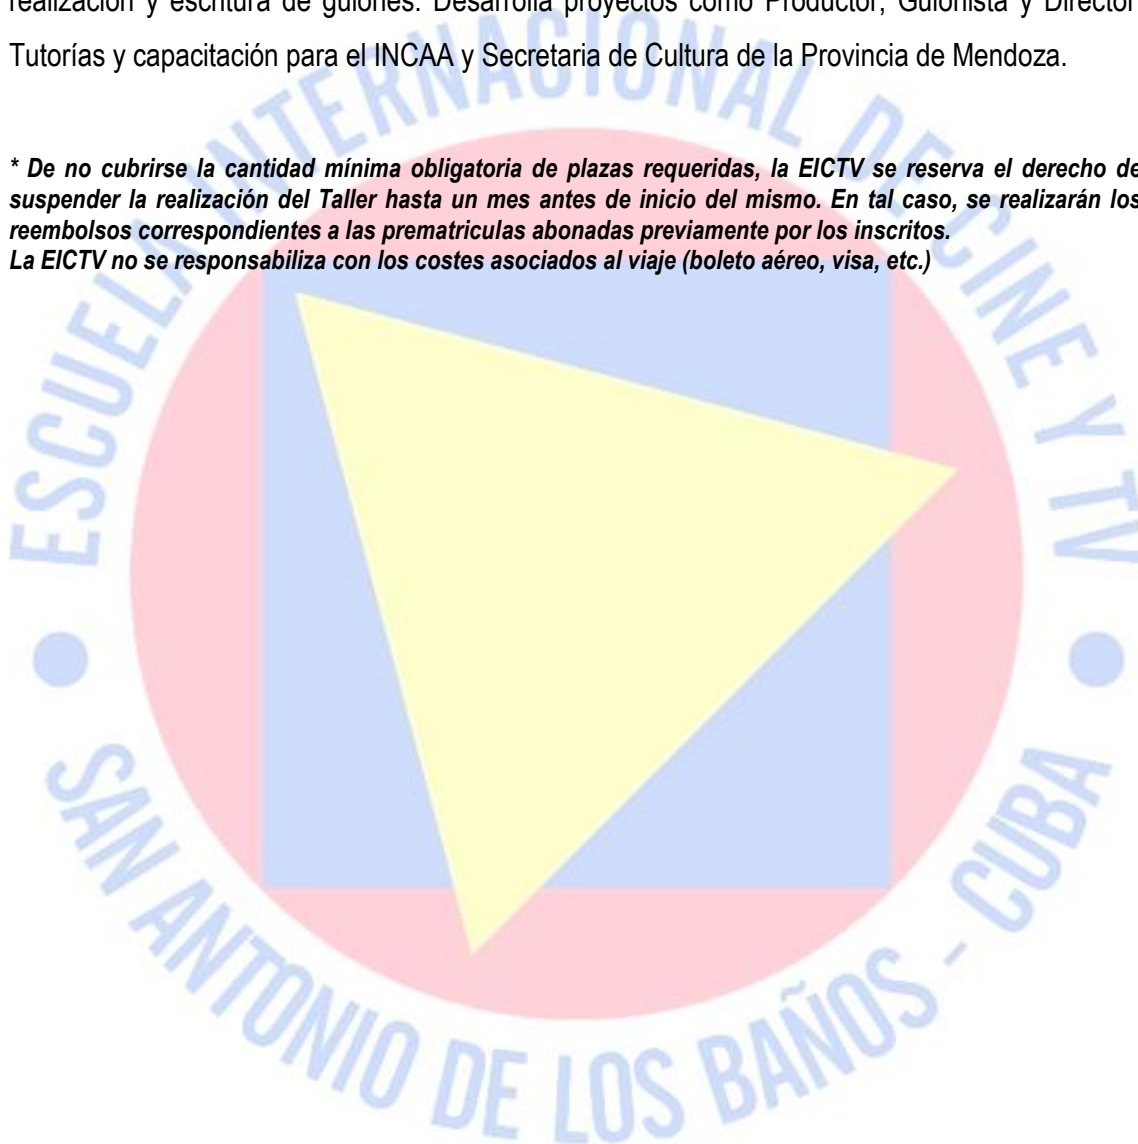 realización y escritura de guiones. Desarrolla proyectos como Productor, Guionista y Director
Tutorías y capacitación para el INCAA y Secretaria de Cultura de la Provincia de Mendoza.
* De no cubrirse la cantidad mínima obligatoria de plazas requeridas, la EICTV se reserva el derecho de
suspender la realización del Taller hasta un mes antes de inicio del mismo. En tal caso, se realizarán los
reembolsos correspondientes a las prematriculas abonadas previamente por los inscritos.
La EICTV no se responsabiliza con los costes asociados al viaje (boleto aéreo, visa, etc.)
ESCUELA INTERNACIONAL DE CINE Y TV
SAN ANTONIO DE LOS BAÑOS - CUBA